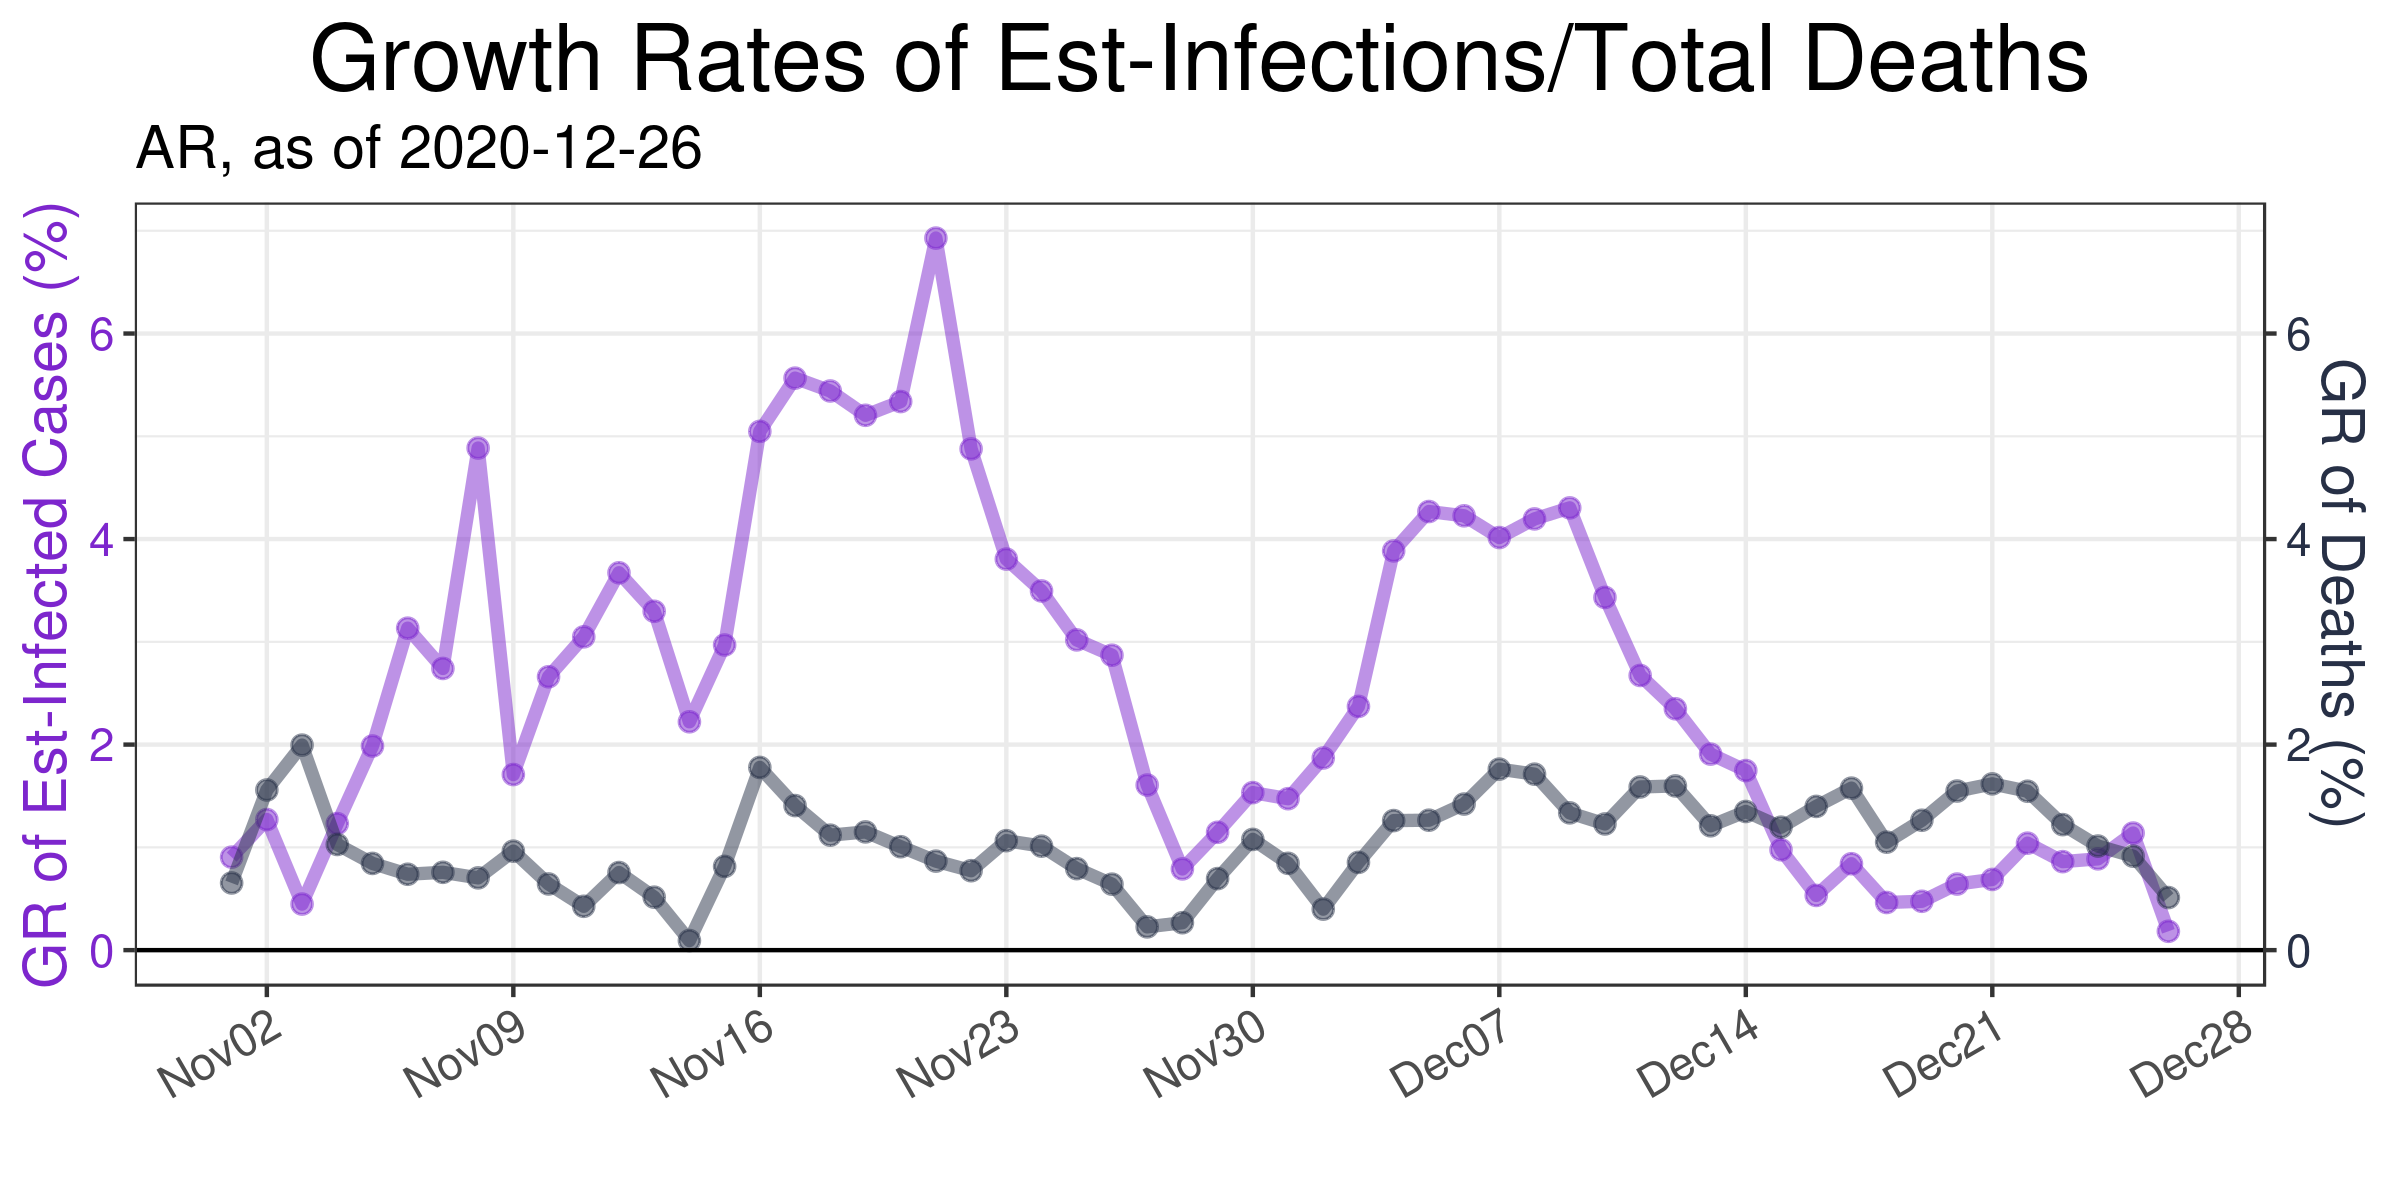 Growth Rates of Est-Infections/Total Deaths
AR, as of 2020-12-26
GR of Est-Infected Cases (%)
6
4
2
0
6
4
2
0
GR of Deaths (%)
Nov02
Nov09
Nov16
Nov23
Nov30
Dec07
Dec14
Dec21
Dec28